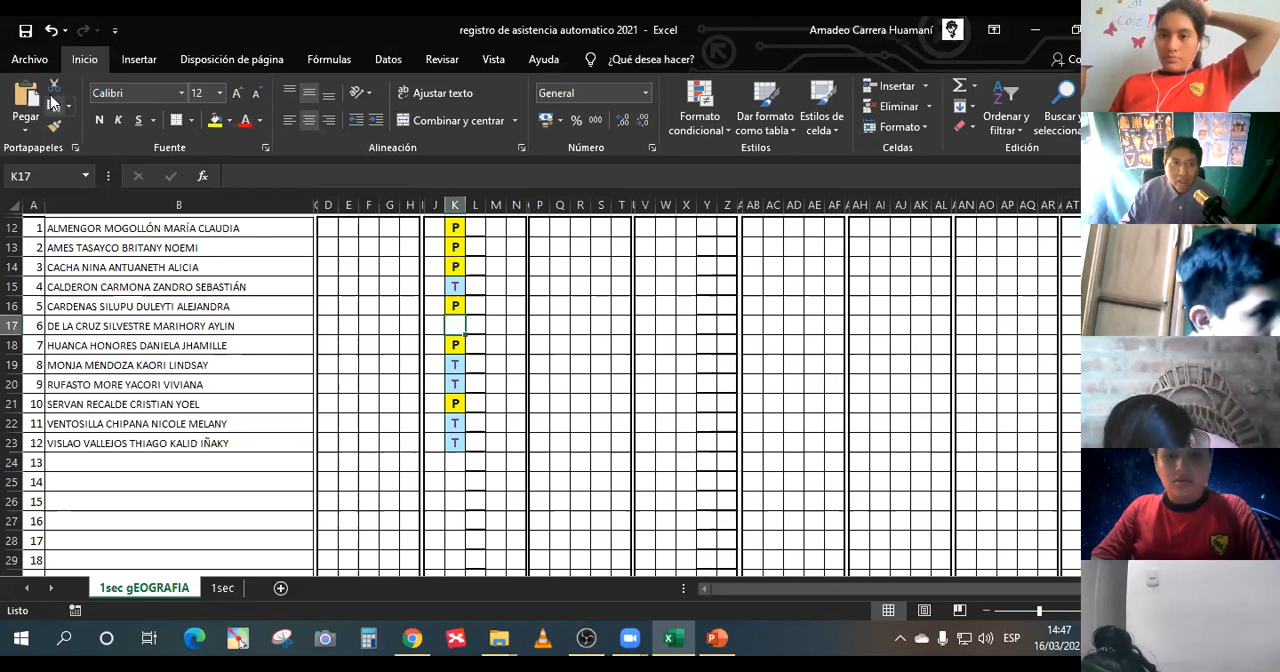 registro de asistencia automatico 2021 - Excel
Amadeo Carrera Huamaní
Archivo Inicio Insertar Disposición de página Fórmulas Datos Revisar Vista Ayuda ¿Qué desea hacer? Co
Pegar
Portapapeles
Calibri 12
N K S
Fuente
Ajustar texto
Combinar y centrar
Alineación
General
% 000
Número
Formato condicional
Dar formato como tabla
Estilos de celda
Estilos
Insertar
Eliminar
Formato
Celdas
Ordenar y filtrar
Buscar y selecciona
Edición
K17 fx
A B C D E F G H I J K L M N O P Q R S T U V W X Y Z A AB AC AD AE AF A AH AI AJ AK AL A AN AO AP AQ AR A AT
12 1 ALMENGOR MOGOLLÓN MARÍA CLAUDIA P
13 2 AMES TASAYCO BRITANY NOEMI P
14 3 CACHA NINA ANTUANETH ALICIA P
15 4 CALDERON CARMONA ZANDRO SEBASTIÁN T
16 5 CARDENAS SILUPU DULEYTI ALEJANDRA P
17 6 DE LA CRUZ SILVESTRE MARIHORY AYLIN
18 7 HUANCA HONORES DANIELA JHAMILLE P
19 8 MONJA MENDOZA KAORI LINDSAY T
20 9 RUFASTO MORE YACORI VIVIANA T
21 10 SERVAN RECALDE CRISTIAN YOEL P
22 11 VENTOSILLA CHIPANA NICOLE MELANY T
23 12 VISLAO VALLEJOS THIAGO KALID IÑAKY T
24 13
25 14
26 15
27 16
28 17
29 18
1sec gEOGRAFIA 1sec
Listo
ESP
14:47
16/03/202